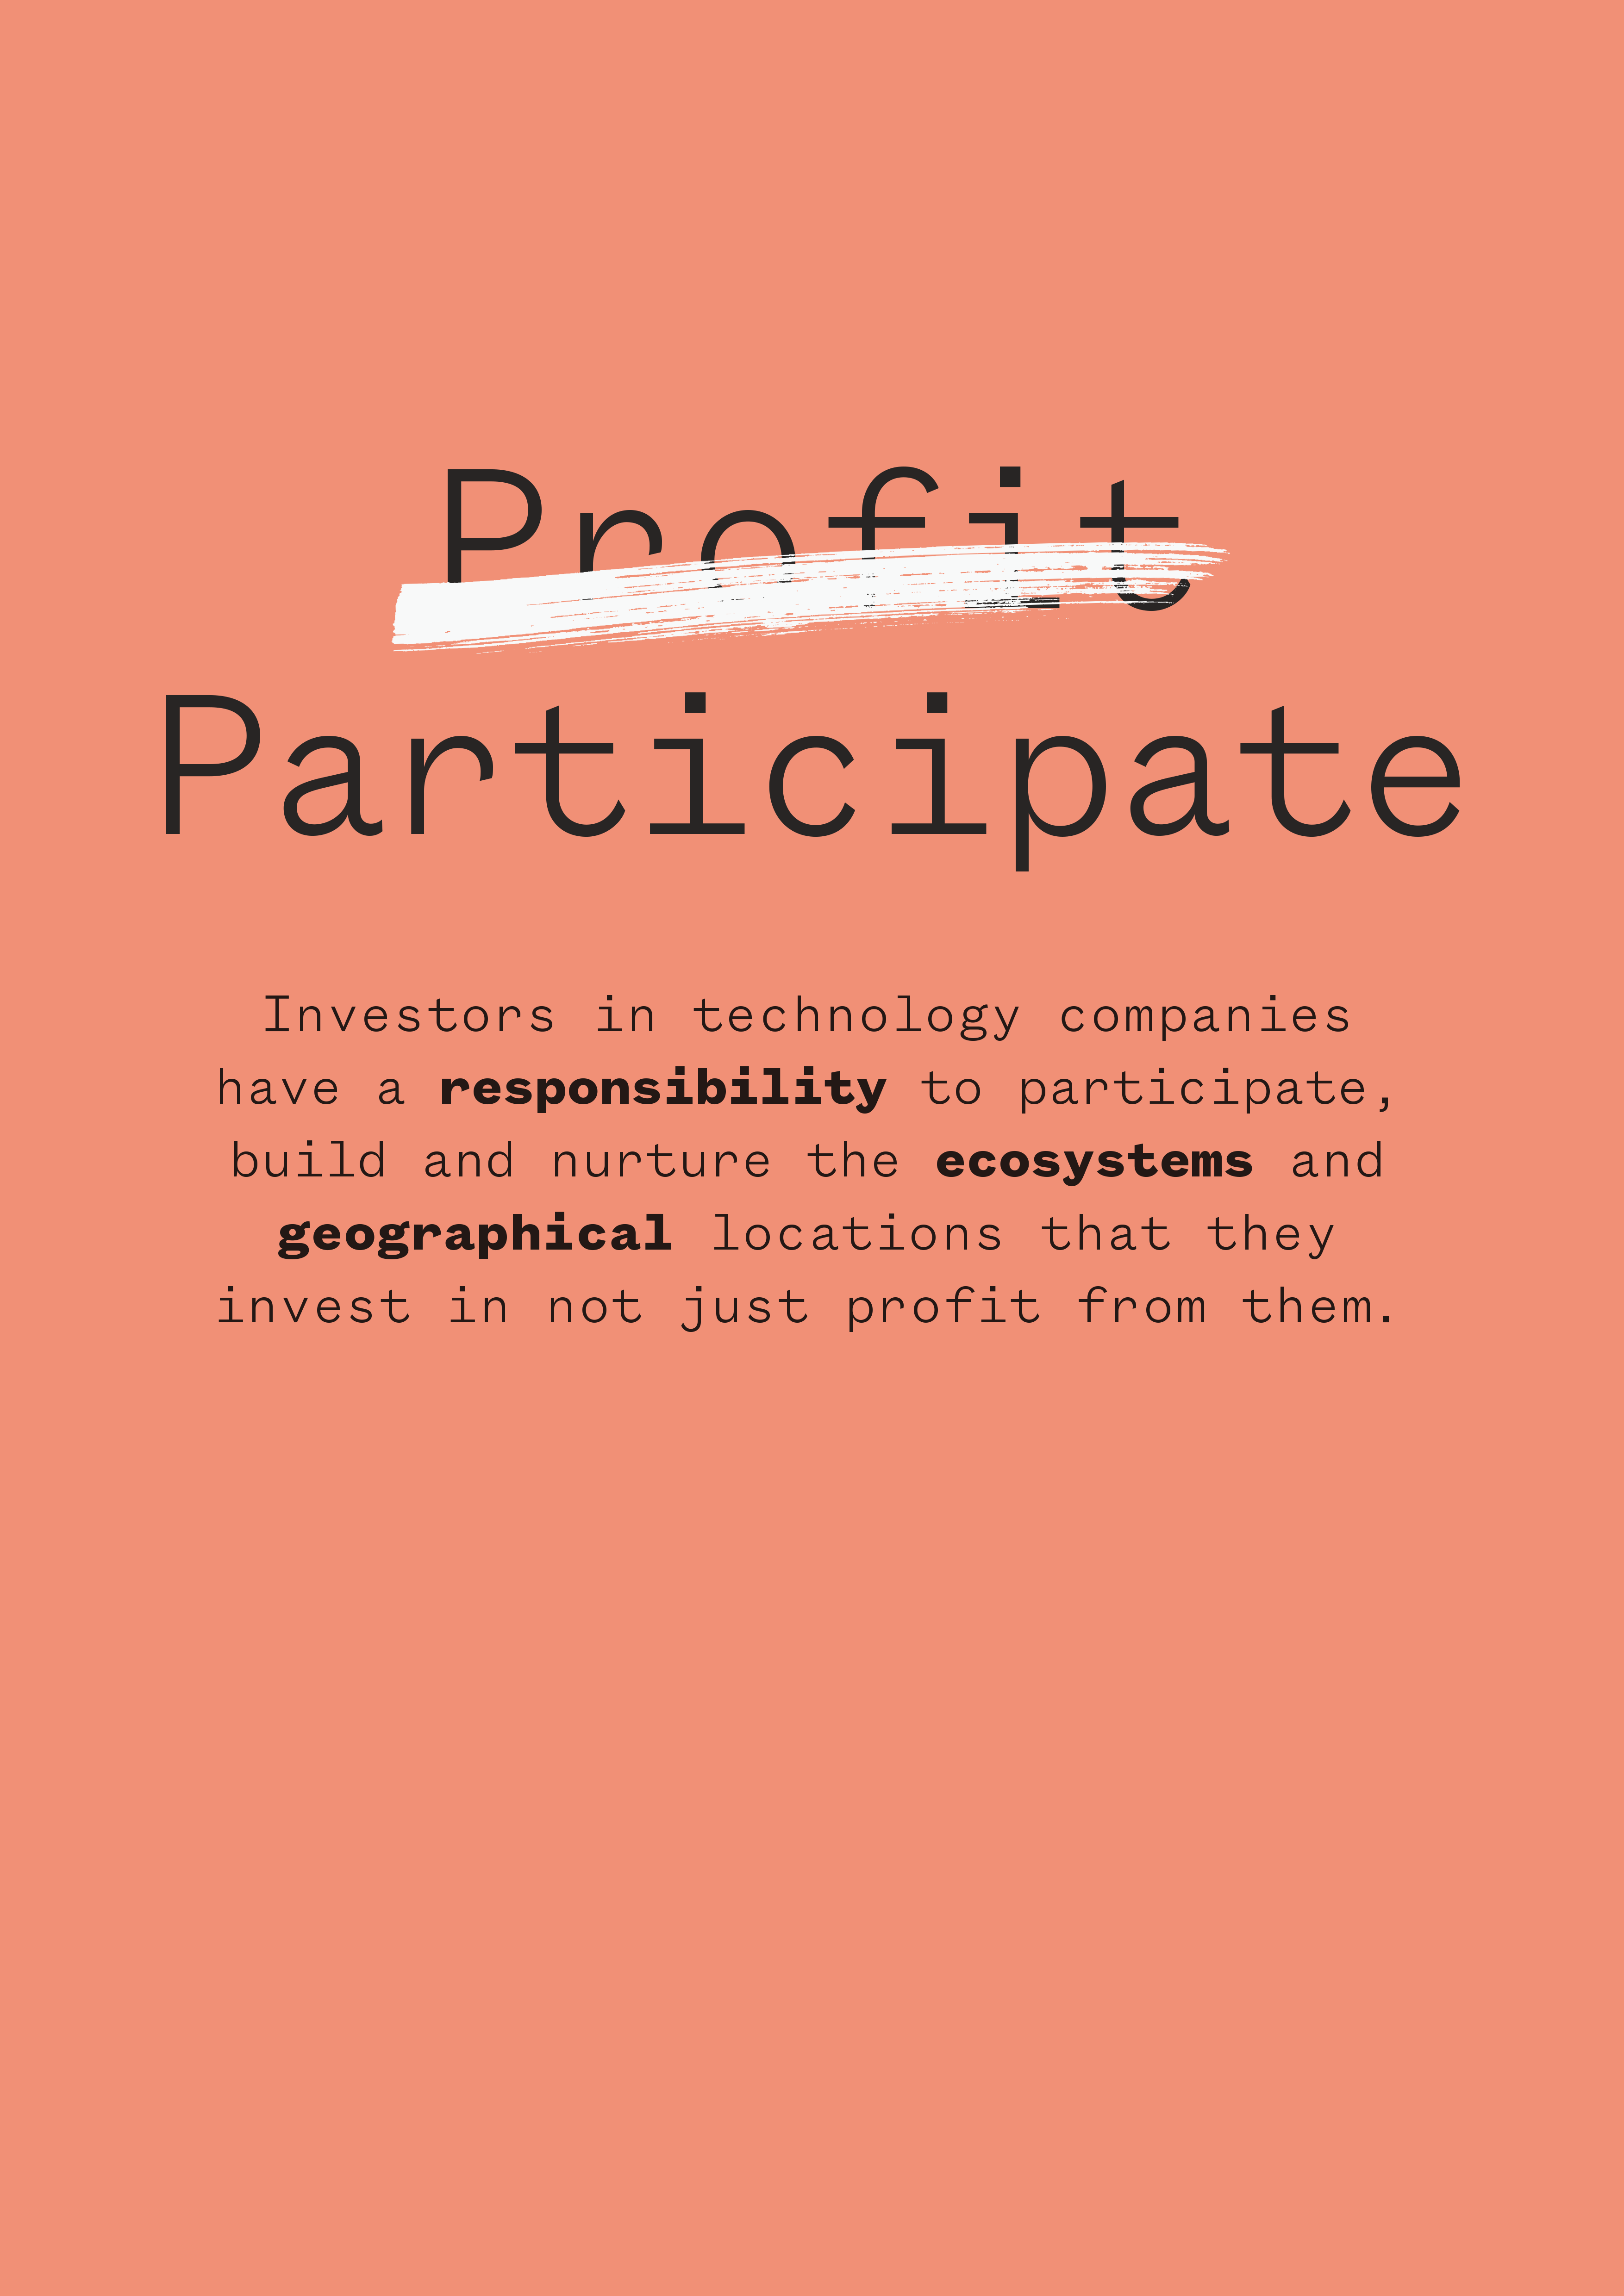 Profit
Participate
Investors in technology companies
have a responsibility to participate,
build and nurture the ecosystems and
geographical locations that they
invest in not just profit from them.